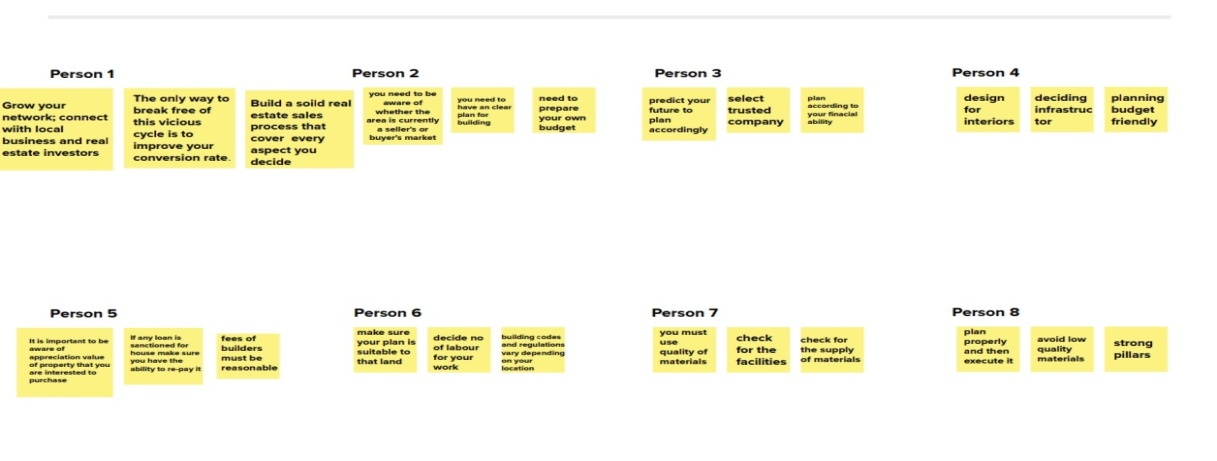 Person 1
Grow your
network; connect
wiith local
business and real
estate investors
The only way to
break free of
this vicious
cycle is to
improve your
conversion rate.
Build a soild real
estate sales
process that
cover every
aspect you
decide
Person 2
you need to be
aware of
whether the
area is currently
a seller's or
buyer's market
you need to
have an clear
plan for
building
need to
prepare
your own
budget
Person 3
predict your
future to
plan
accordingly
select
trusted
company
plan
according to
your finacial
ability
Person 4
design
for
interiors
deciding
infrastruc
tor
planning
budget
friendly
Person 5
It is important to be
aware of
appreciation value
of property that you
are interested to
purchase
If any loan is
sanctioned for
house make sure
you have the
ability to re-pay it
fees of
builders
must be
reasonable
Person 6
make sure
your plan is
suitable to
that land
decide no
of labour
for your
work
building codes
and regulations
vary depending
on your
location
Person 7
you must
use
quality of
materials
check
for the
facilities
check for
the supply
of materials
Person 8
plan
properly
and then
execute it
avoid low
quality
materials
strong
pillars